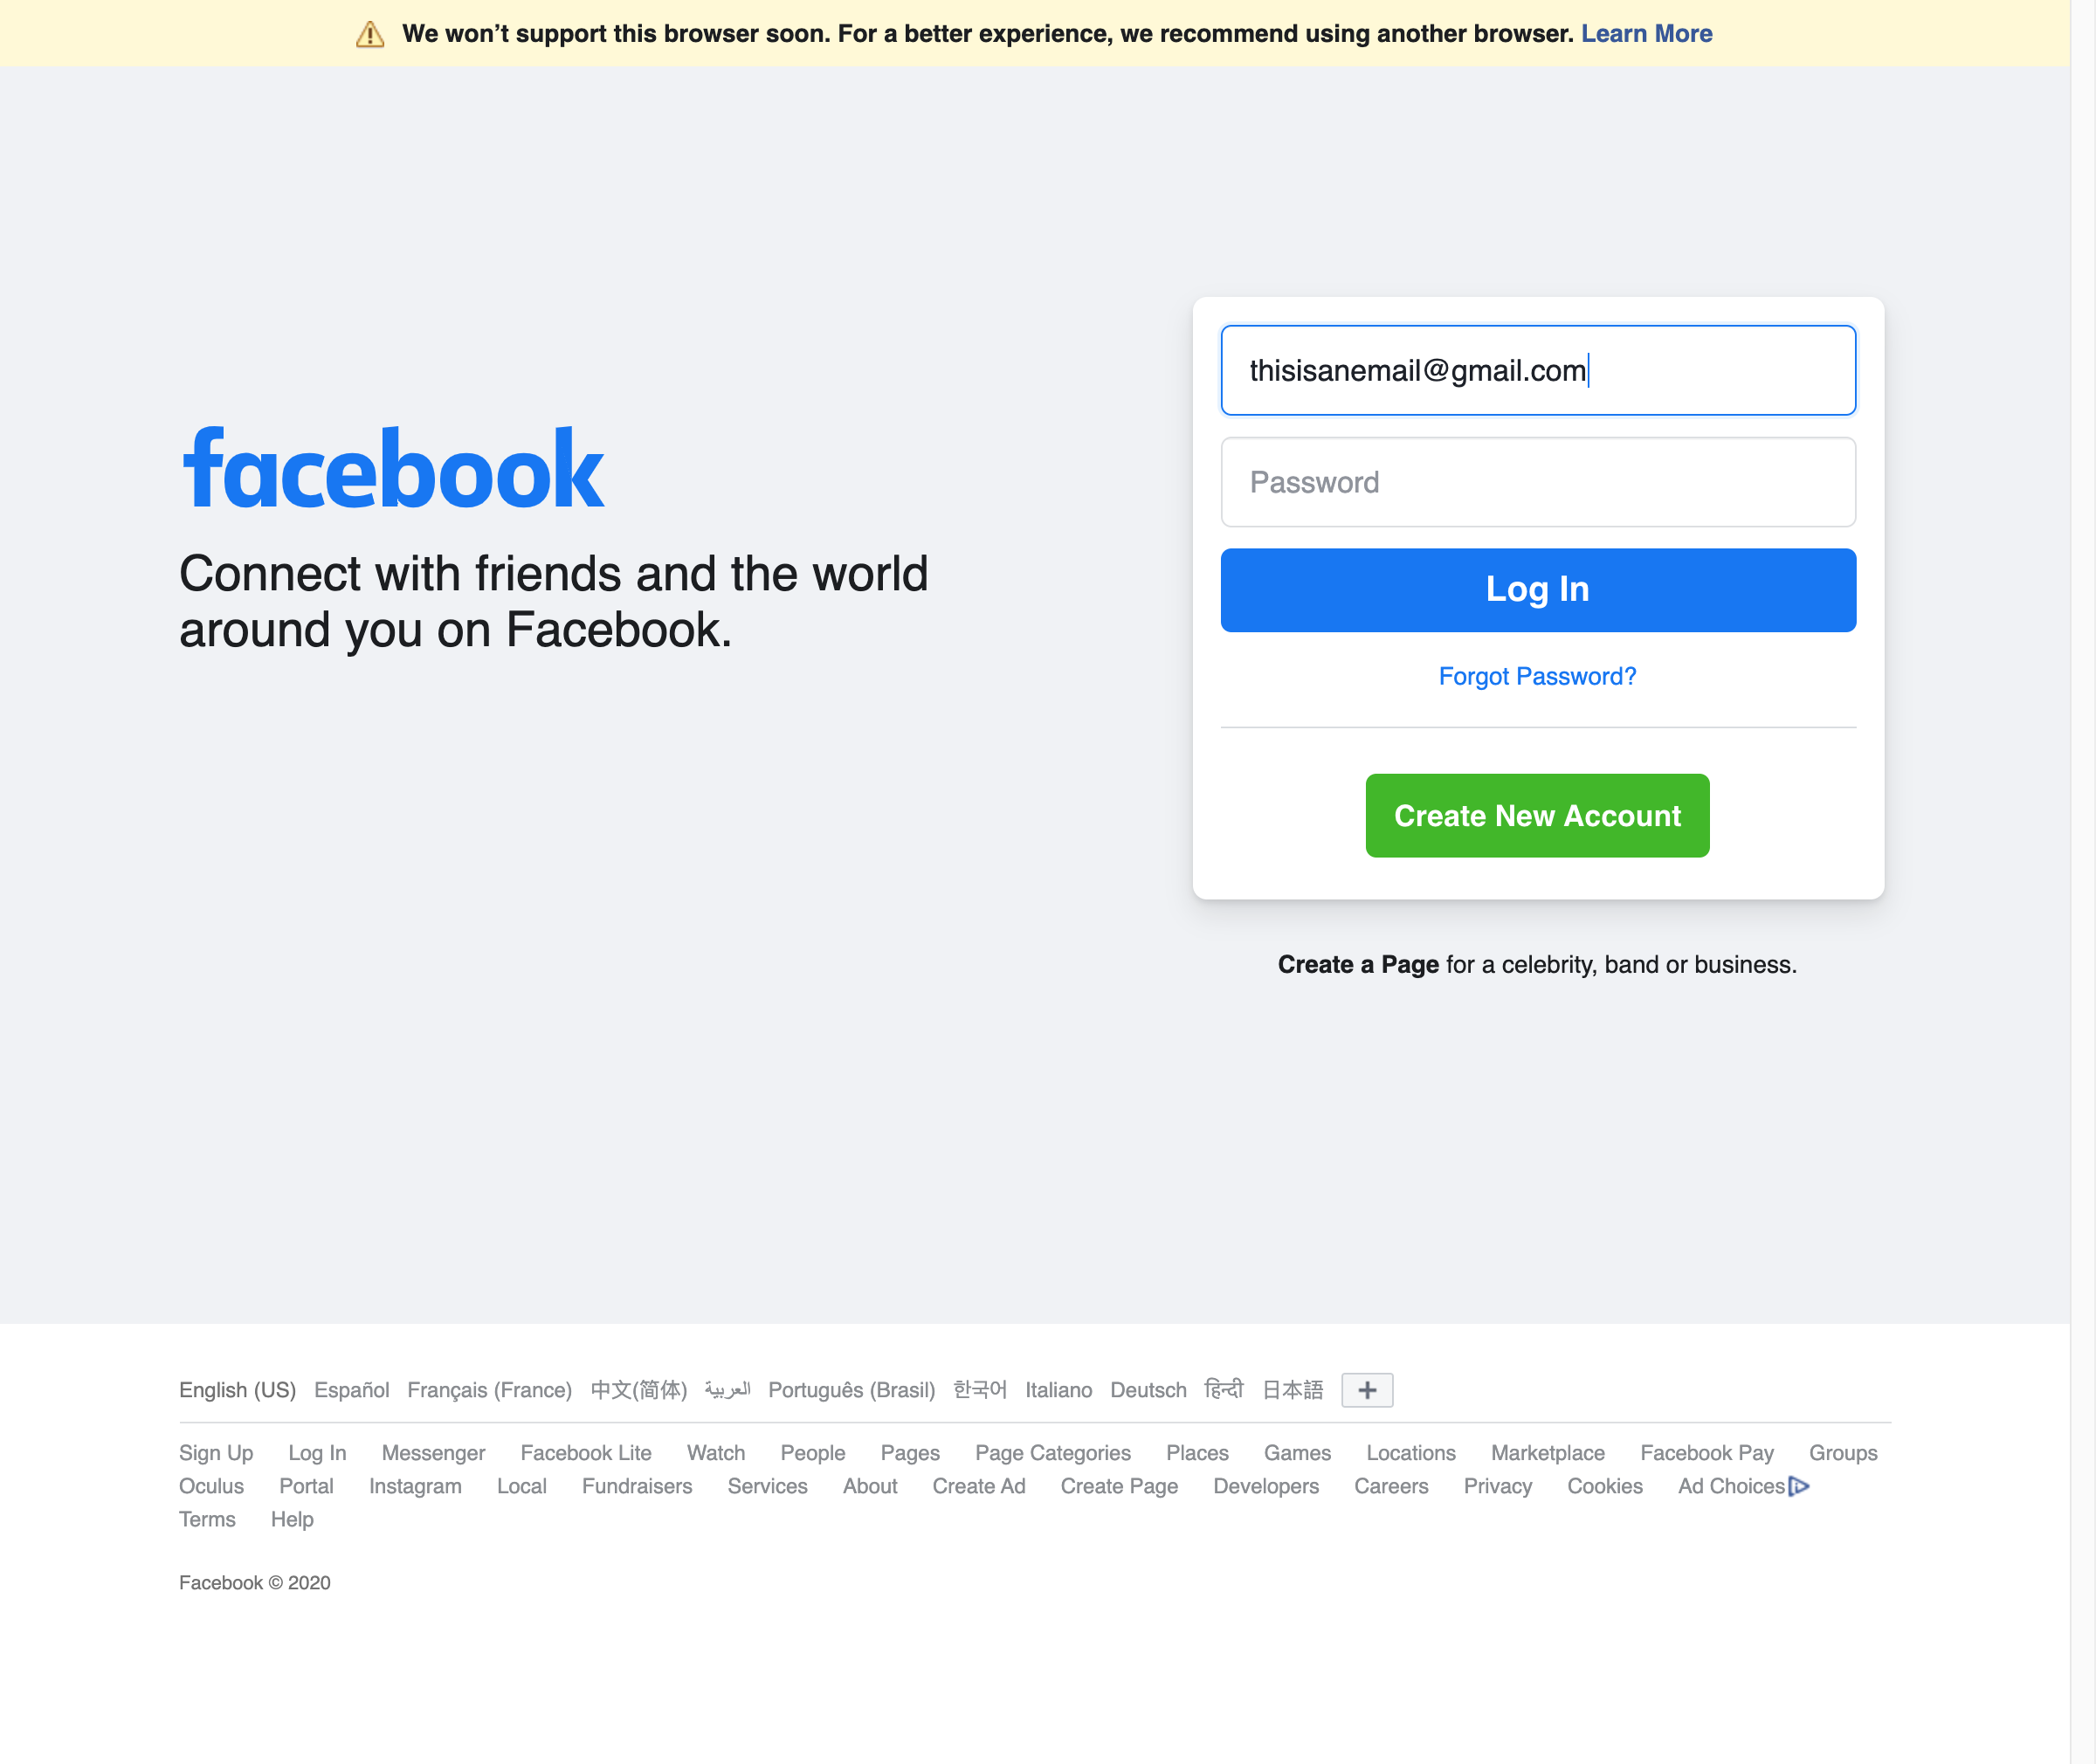 We won’t support this browser soon. For a better experience, we recommend using another browser. Learn More
facebook
Connect with friends and the world
around you on Facebook.
thisisanemail@gmail.com
Password
Log In
Forgot Password?
Create New Account
Create a Page for a celebrity, band or business.
English (US) Español Français (France) 中文(简体) العربية Português (Brasil) 한국어 Italiano Deutsch हिन्दी 日本語 +
Sign Up Log In Messenger Facebook Lite Watch People Pages Page Categories Places Games Locations Marketplace Facebook Pay Groups
Oculus Portal Instagram Local Fundraisers Services About Create Ad Create Page Developers Careers Privacy Cookies Ad Choices
Terms Help
Facebook © 2020